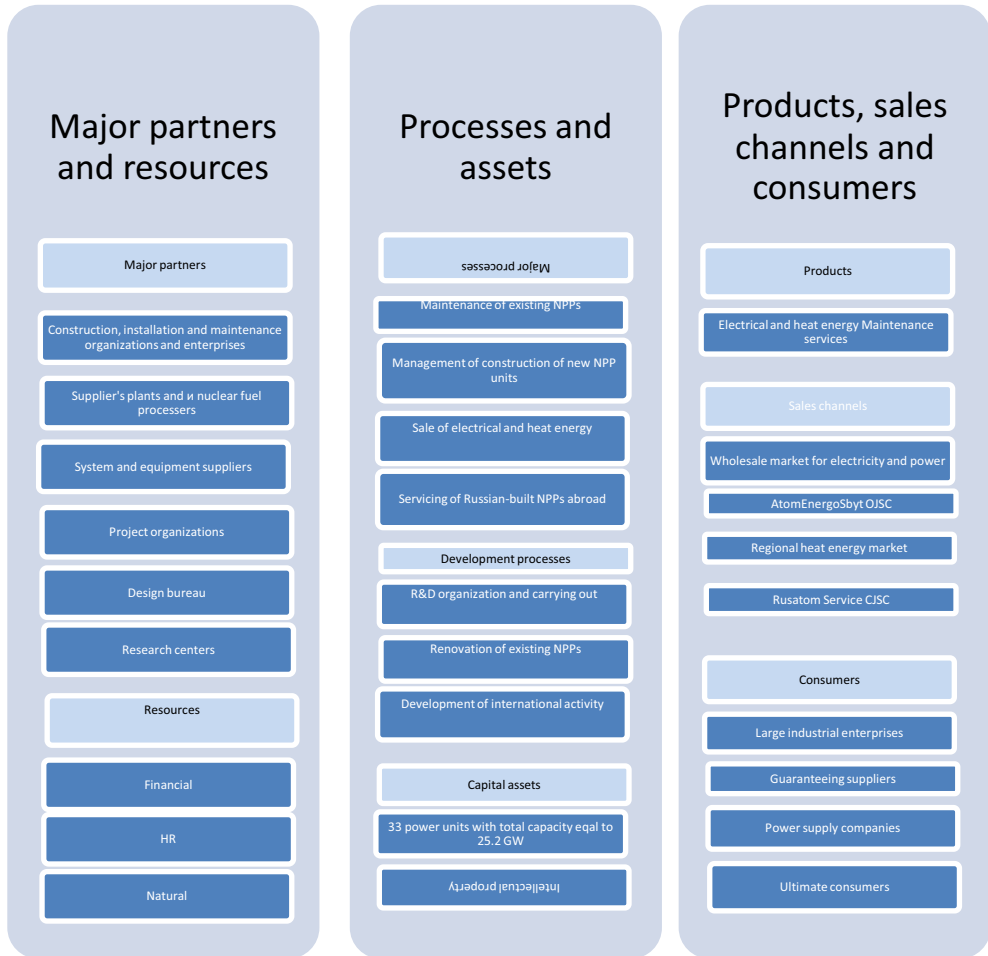 Major partners
and resources
Major partners
Construction, installation and maintenance
organizations and enterprises
Supplier's plants and и nuclear fuel
processers
System and equipment suppliers
Project organizations
Design bureau
Research centers
Resources
Financial
HR
Natural
Processes and
assets
Major processes
Maintenance of existing NPPs
Management of construction of new NPP
units
Sale of electrical and heat energy
Servicing of Russian-built NPPs abroad
Development processes
R&D organization and carrying out
Renovation of existing NPPs
Development of international activity
Capital assets
33 power units with total capacity eqal to
25.2 GW
Intellectual property
Products, sales
channels and
consumers
Products
Electrical and heat energy Maintenance
services
Sales channels
Wholesale market for electricity and power
AtomEnergoSbyt OJSC
Regional heat energy market
Rusatom Service CJSC
Consumers
Large industrial enterprises
Guaranteeing suppliers
Power supply companies
Ultimate consumers